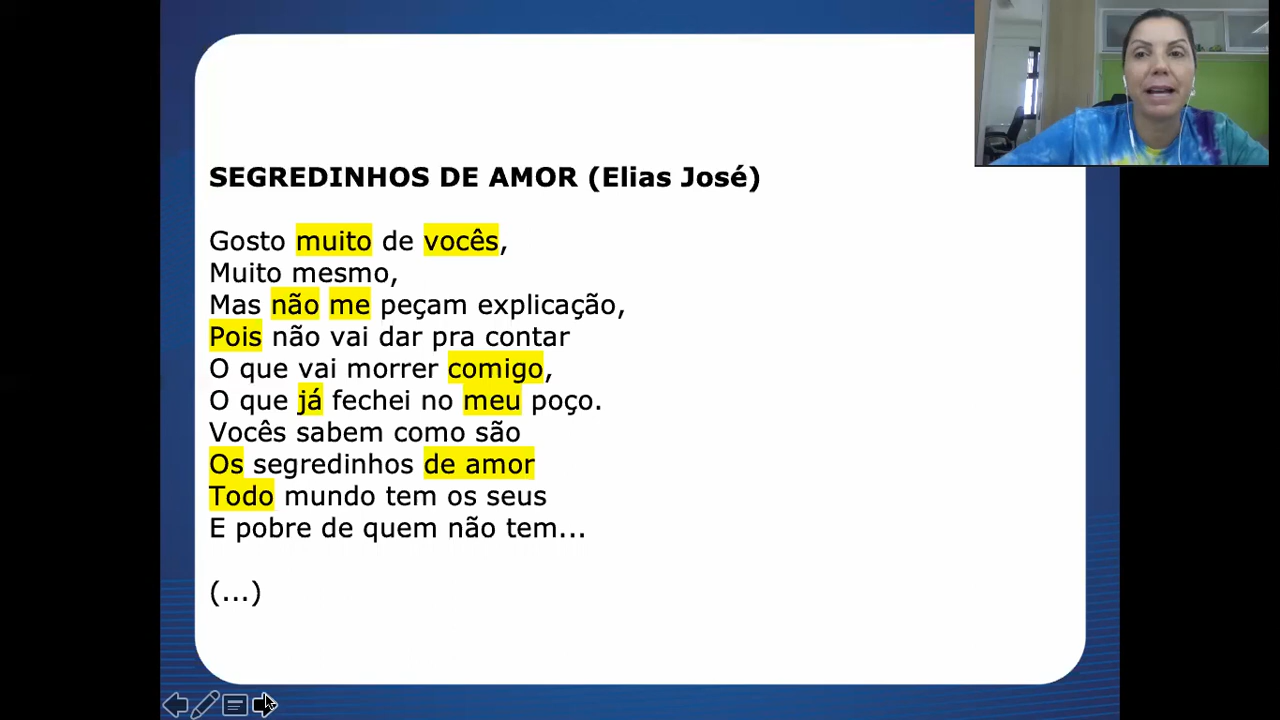 SEGREDINHOS DE AMOR (Elias José)
Gosto muito de vocês,
Muito mesmo,
Mas não me peçam explicação,
Pois não vai dar pra contar
O que vai morrer comigo,
O que já fechei no meu poço.
Vocês sabem como são
Os segredinhos de amor
Todo mundo tem os seus
E pobre de quem não tem...
(...)